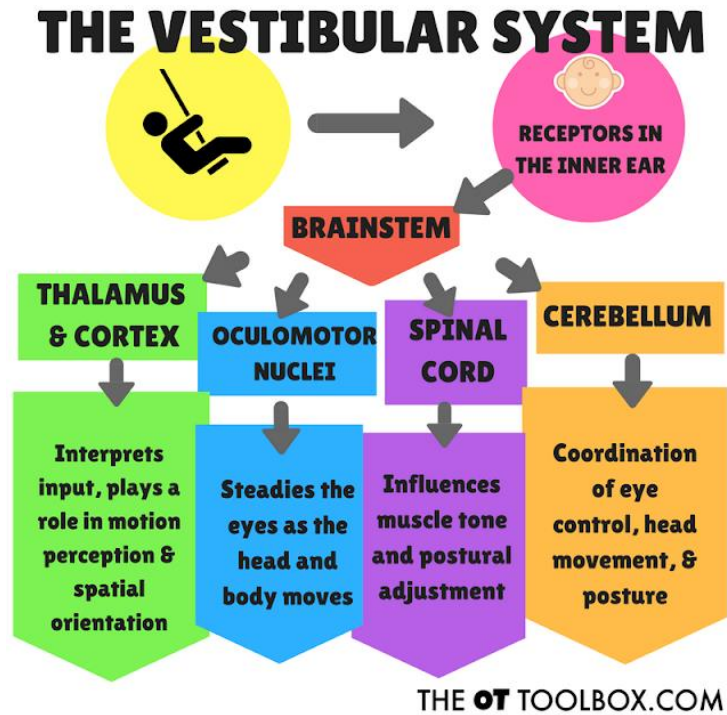 THE VESTIBULAR SYSTEM
RECEPTORS IN
THE INNER EAR
BRAINSTEM
THALAMUS
& CORTEX
OCULOMOTOR
NUCLEI
SPINAL
CORD
CEREBELLUM
Interprets
input, plays a
role in motion
perception &
spatial
orientation
Steadies the
eyes as the
head and
body moves
Influences
muscle tone
and postural
adjustment
Coordination
of eye
control, head
movement, &
posture
THE OT TOOLBOX.COM